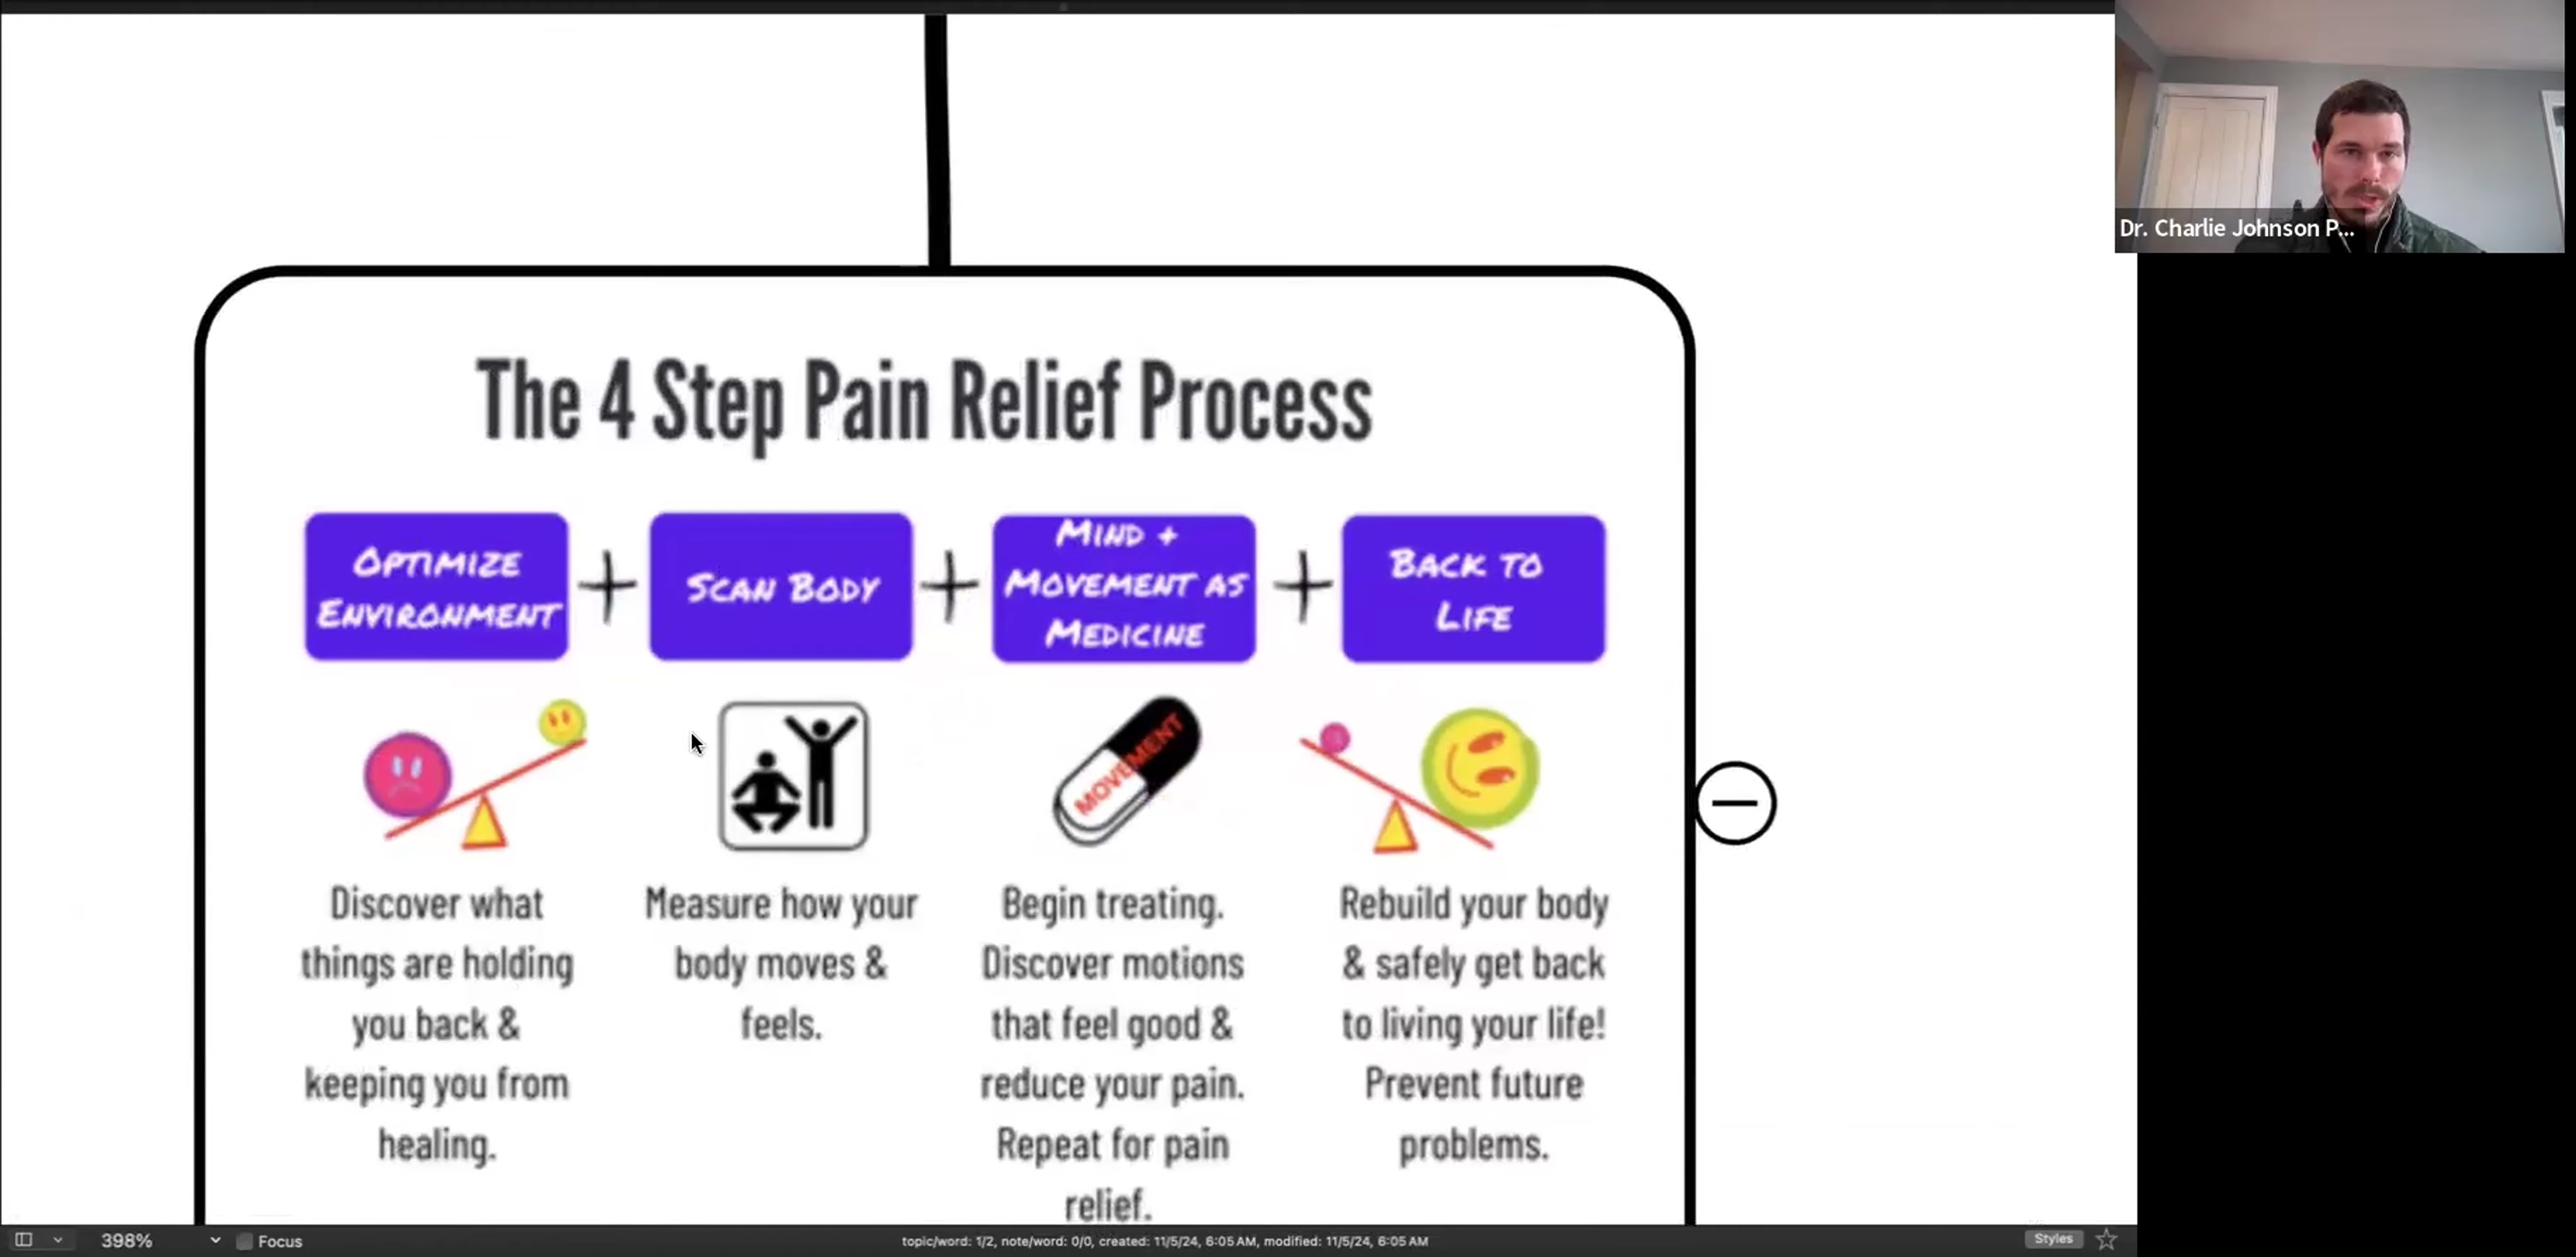 Dr. Charlie Johnson P...
The 4 Step Pain Relief Process
OPTIMIZE
ENVIRONMENT
+
SCAN BODY
+
MIND +
MOVEMENT AS
MEDICINE
+
BACK TO
LIFE
MOVEMENT
Discover what
things are holding
you back &
keeping you from
healing.
Measure how your
body moves &
feels.
Begin treating.
Discover motions
that feel good &
reduce your pain.
Repeat for pain
relief.
Rebuild your body
& safely get back
to living your life!
Prevent future
problems.
398%
Focus
topic/word: 1/2, note/word: 0/0, created: 11/5/24, 6:05 AM, modified: 11/5/24, 6:05 AM
Styles